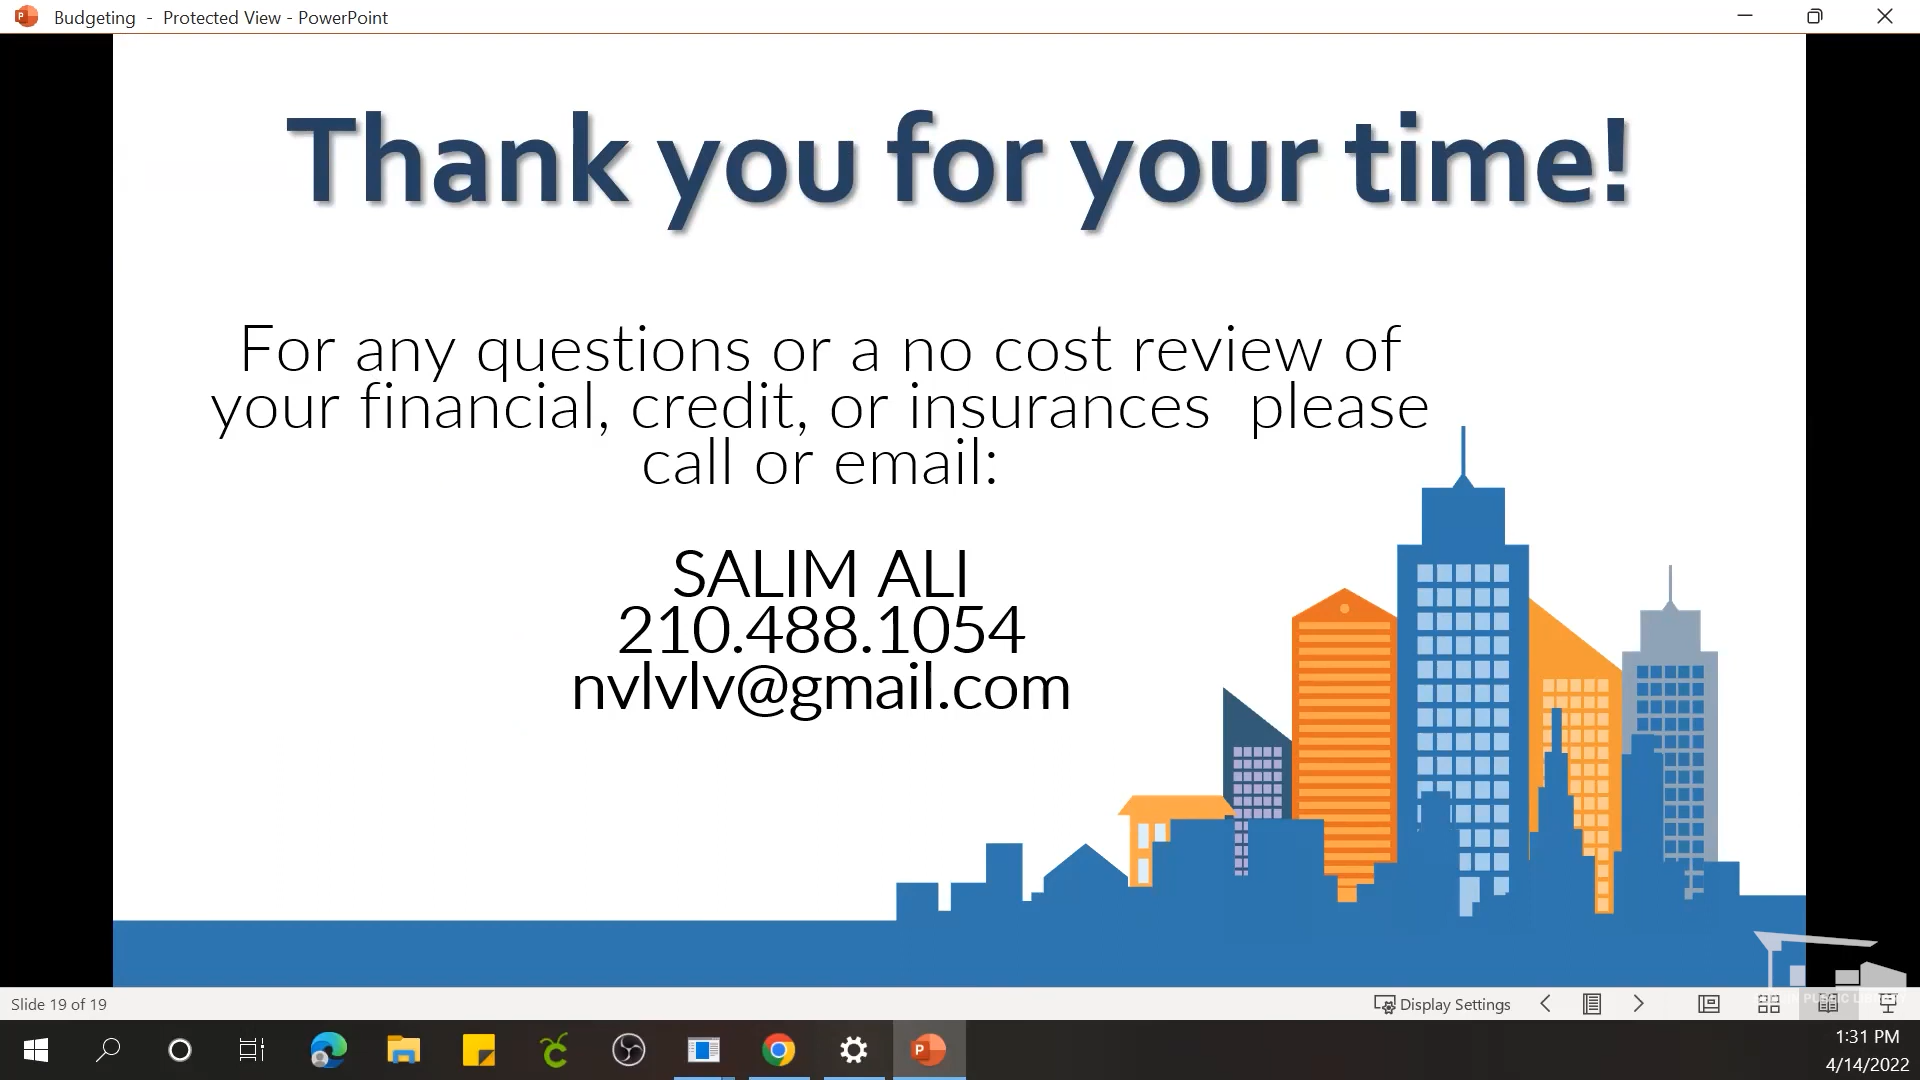 Budgeting - Protected View - PowerPoint
Thank you for your time!
For any questions or a no cost review of
your financial, credit, or insurances  please
call or email:
SALIM ALI
210.488.1054
nvlvlv@gmail.com
Slide 19 of 19
Display Settings
1:31 PM
4/14/2022